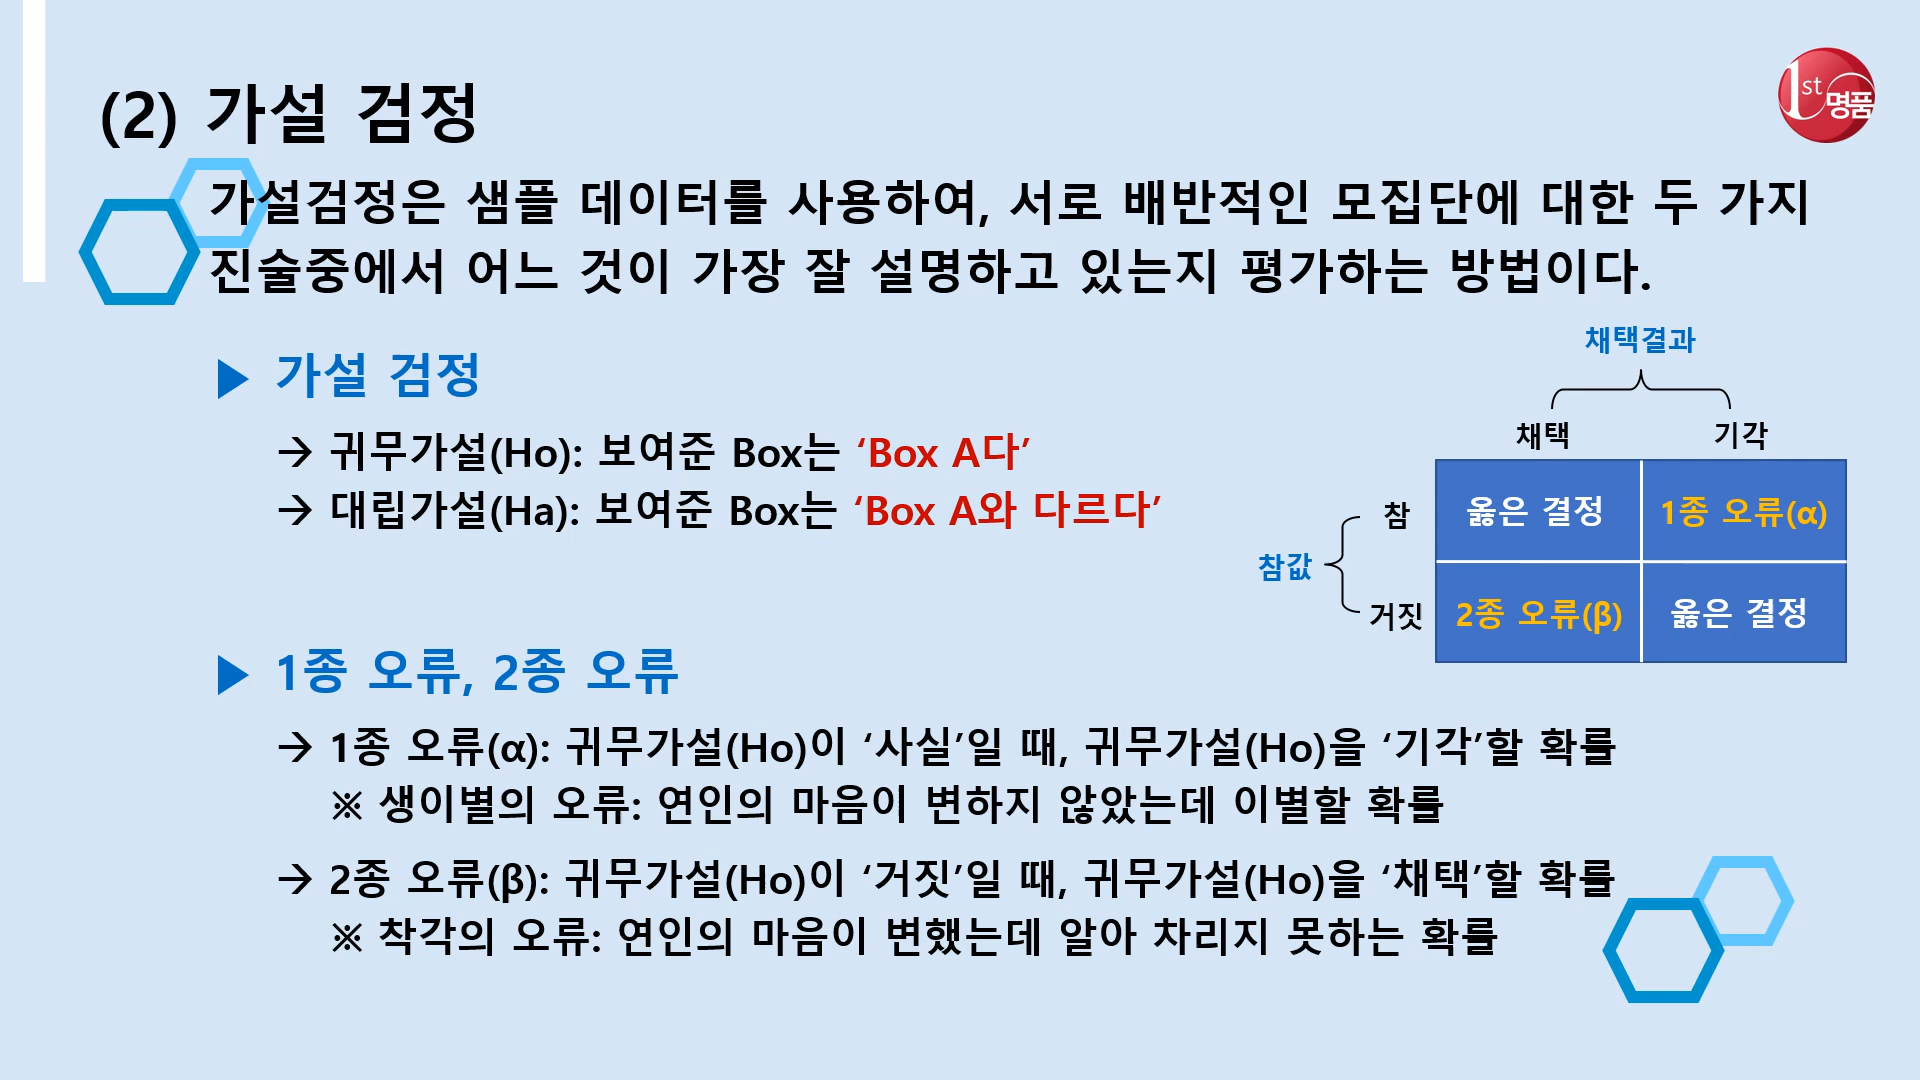 (2) 가설 검정
1st 명품
가설검정은 샘플 데이터를 사용하여, 서로 배반적인 모집단에 대한 두 가지
진술중에서 어느 것이 가장 잘 설명하고 있는지 평가하는 방법이다.
▶ 가설 검정
→ 귀무가설(Ho): 보여준 Box는 ‘Box A다’
→ 대립가설(Ha): 보여준 Box는 ‘Box A와 다르다’
채택결과
채택 기각
참 옳은 결정 1종 오류(α)
참값
거짓 2종 오류(β) 옳은 결정
▶ 1종 오류, 2종 오류
→ 1종 오류(α): 귀무가설(Ho)이 ‘사실’일 때, 귀무가설(Ho)을 ‘기각’할 확률
※ 생이별의 오류: 연인의 마음이 변하지 않았는데 이별할 확률
→ 2종 오류(β): 귀무가설(Ho)이 ‘거짓’일 때, 귀무가설(Ho)을 ‘채택’할 확률
※ 착각의 오류: 연인의 마음이 변했는데 알아 차리지 못하는 확률